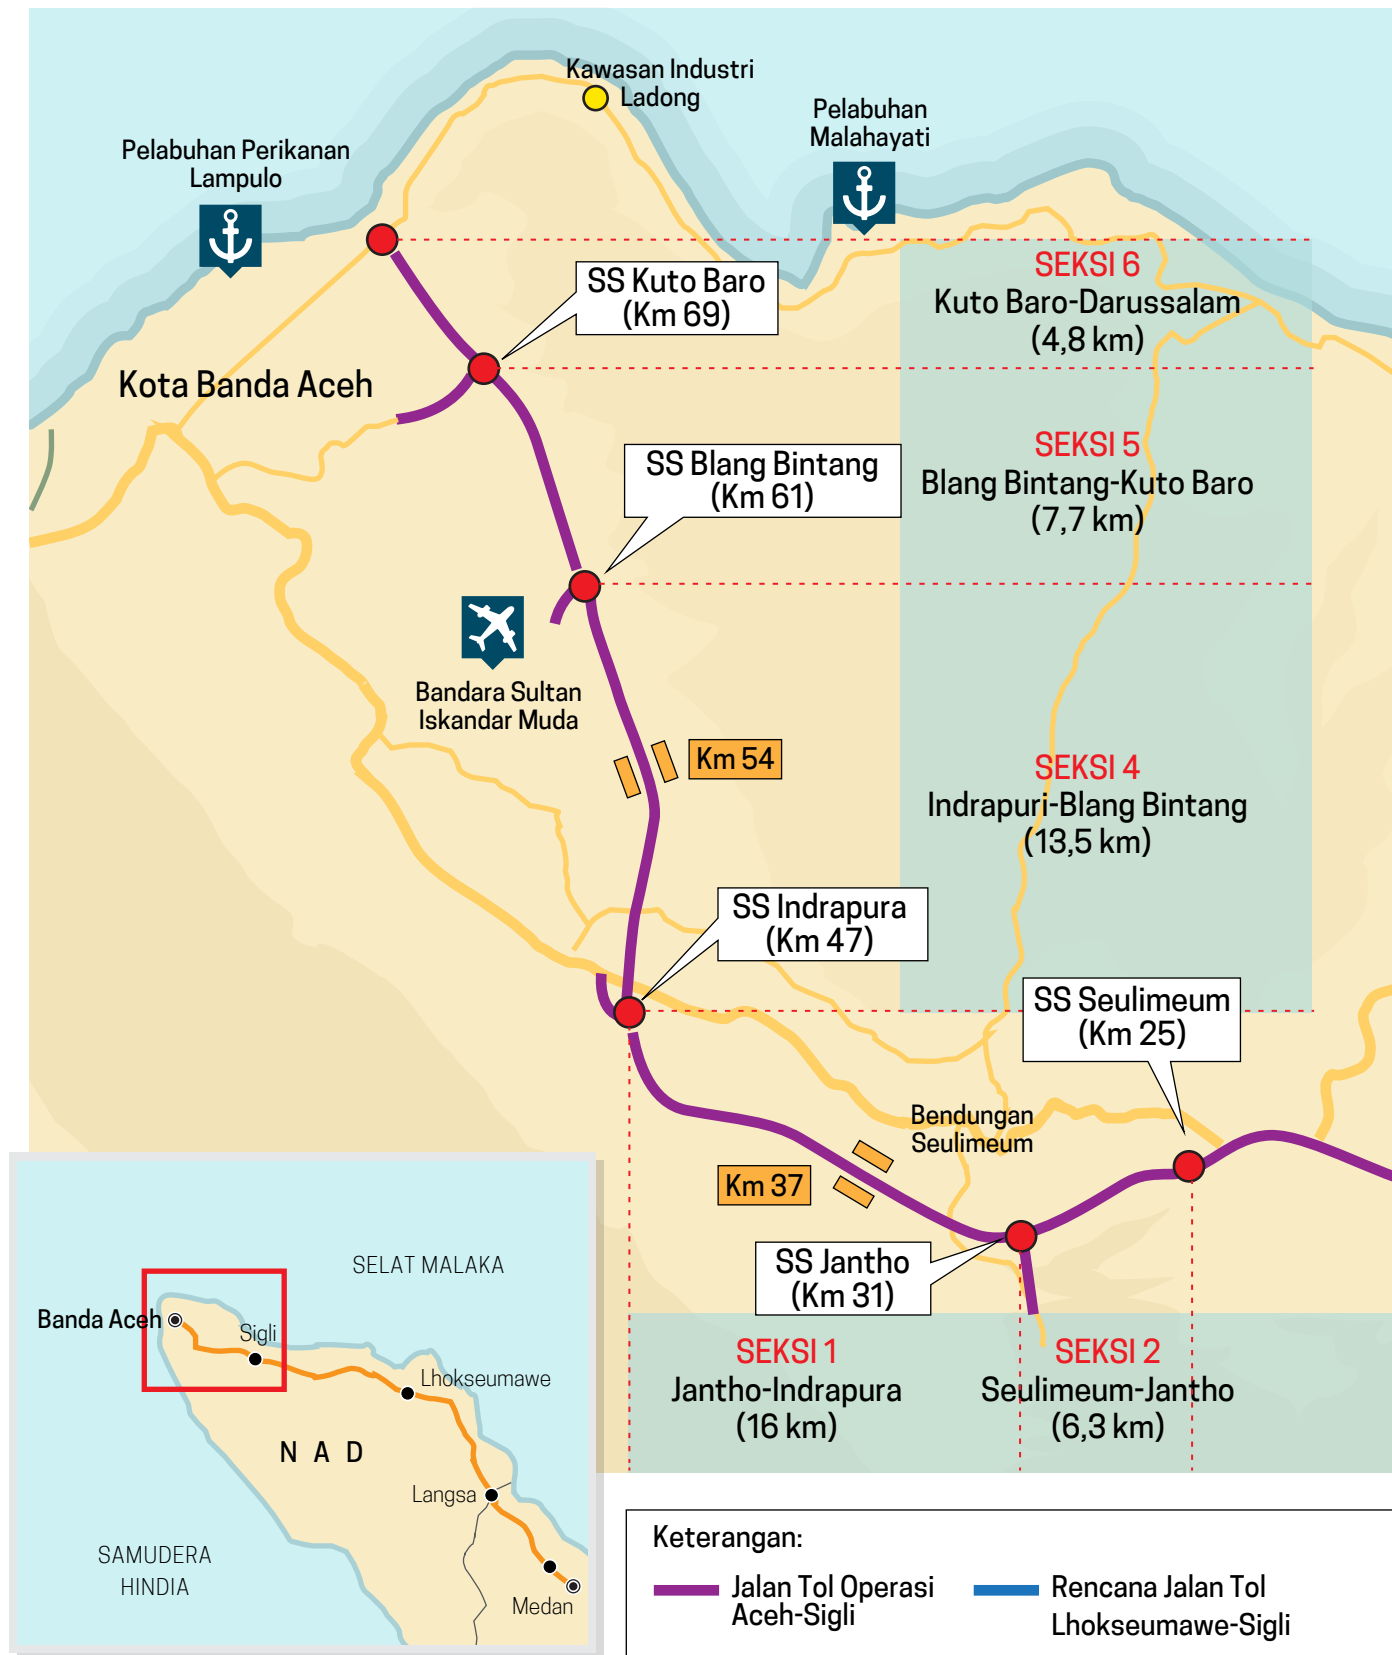 Kawasan Industri
Ladong
Pelabuhan
Malahayati
Pelabuhan Perikanan
Lampulo
SS Kuto Baro
(Km 69)
SEKSI 6
Kuto Baro-Darussalam
(4,8 km)
Kota Banda Aceh
SS Blang Bintang
(Km 61)
SEKSI 5
Blang Bintang-Kuto Baro
(7,7 km)
Bandara Sultan
Iskandar Muda
Km 54
SEKSI 4
Indrapuri-Blang Bintang
(13,5 km)
SS Indrapura
(Km 47)
SS Seulimeum
(Km 25)
Bendungan
Seulimeum
Km 37
SS Jantho
(Km 31)
SEKSI 1
Jantho-Indrapura
(16 km)
SEKSI 2
Seulimeum-Jantho
(6,3 km)
SELAT MALAKA
Banda Aceh
Sigli
Lhokseumawe
N A D
Langsa
SAMUDERA
HINDIA
Medan
Keterangan:
Jalan Tol Operasi
Aceh-Sigli
Rencana Jalan Tol
Lhokseumawe-Sigli